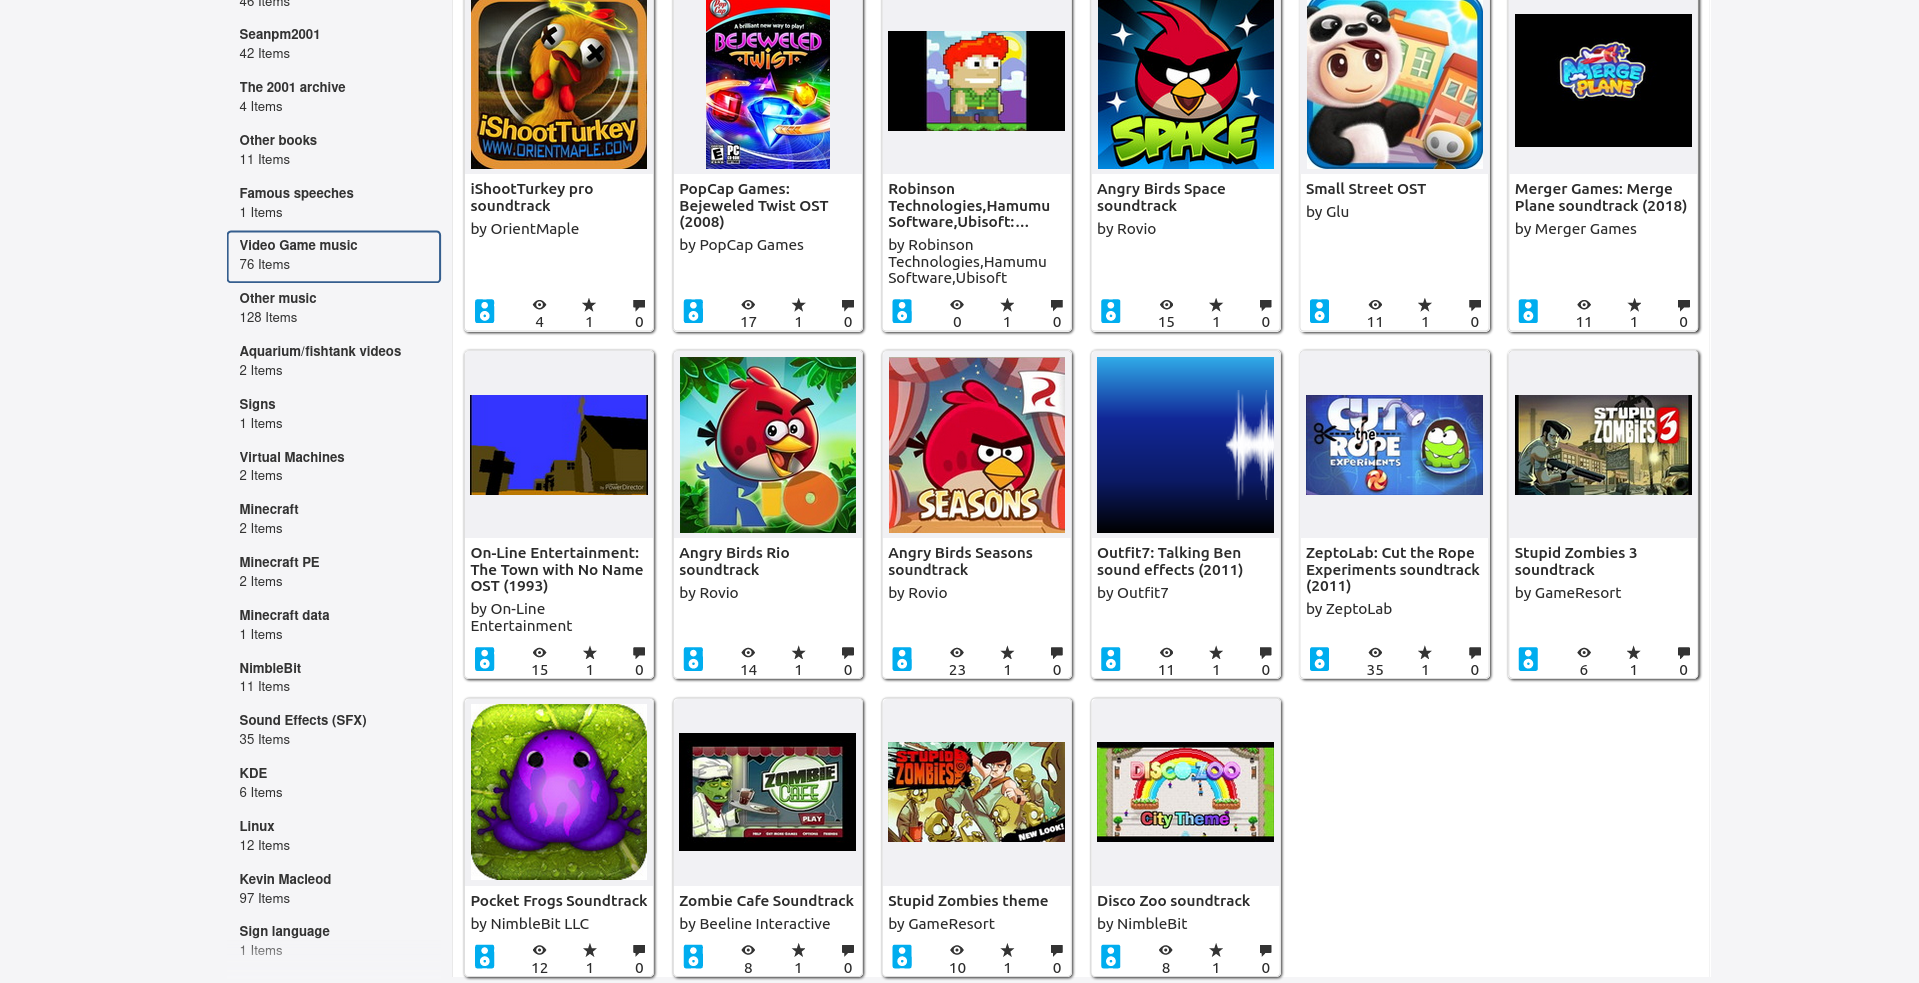 46 Items
Seanpm2001
42 Items
The 2001 archive
4 Items
Other books
11 Items
Famous speeches
1 Items
Video Game music
76 Items
Other music
128 Items
Aquarium/fishtank videos
2 Items
Signs
1 Items
Virtual Machines
2 Items
Minecraft
2 Items
Minecraft PE
2 Items
Minecraft data
1 Items
NimbleBit
11 Items
Sound Effects (SFX)
35 Items
KDE
6 Items
Linux
12 Items
Kevin Macleod
97 Items
Sign language
1 Items
iShootTurkey
WWW.ORIENTMAPLE.COM
iShootTurkey pro
soundtrack
by OrientMaple
4 1 0
PopCap
A brilliant new way to play!
BEJEWELED
TWIST
E PC
PopCap Games:
Bejeweled Twist OST
(2008)
by PopCap Games
17 1 0
Robinson
Technologies,Hamumu
Software,Ubisoft:...
by Robinson
Technologies,Hamumu
Software,Ubisoft
0 1 0
SPACE
Angry Birds Space
soundtrack
by Rovio
15 1 0
Small Street OST
by Glu
11 1 0
MERGE
PLANE
Merger Games: Merge
Plane soundtrack (2018)
by Merger Games
11 1 0
by PowerDirector
On-Line Entertainment:
The Town with No Name
OST (1993)
by On-Line
Entertainment
15 1 0
RIO
Angry Birds Rio
soundtrack
by Rovio
14 1 0
SEASONS
Angry Birds Seasons
soundtrack
by Rovio
23 1 0
Outfit7: Talking Ben
sound effects (2011)
by Outfit7
11 1 0
CUT
the
ROPE
EXPERIMENTS
ZeptoLab: Cut the Rope
Experiments soundtrack
(2011)
by ZeptoLab
35 1 0
STUPID
ZOMBIES 3
Stupid Zombies 3
soundtrack
by GameResort
6 1 0
Pocket Frogs Soundtrack
by NimbleBit LLC
12 1 0
ZOMBIE
CAFE
PLAY
HELP GET MORE GAMES OPTIONS FRIENDS
Zombie Cafe Soundtrack
by Beeline Interactive
8 1 0
STUPID
ZOMBIES
NEW LOOK!
Stupid Zombies theme
by GameResort
10 1 0
DISCO ZOO
City Theme
Disco Zoo soundtrack
by NimbleBit
8 1 0